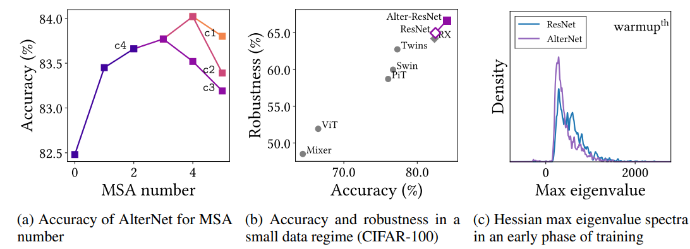 84.0
83.5
83.0
82.5
Accuracy (%)
c4
c1
c2
c3
0
2
4
MSA number
65.0
60.0
55.0
50.0
Robustness (%)
Alter-ResNet
ResNet
RX
Twins
Swin
PiT
ViT
Mixer
70.0
80.0
Accuracy (%)
ResNet
AlterNet
warmupth
Density
0
2000
Max eigenvalue
(a) Accuracy of AlterNet for MSA
number
(b) Accuracy and robustness in a
small data regime (CIFAR-100)
(c) Hessian max eigenvalue spectra
in an early phase of training